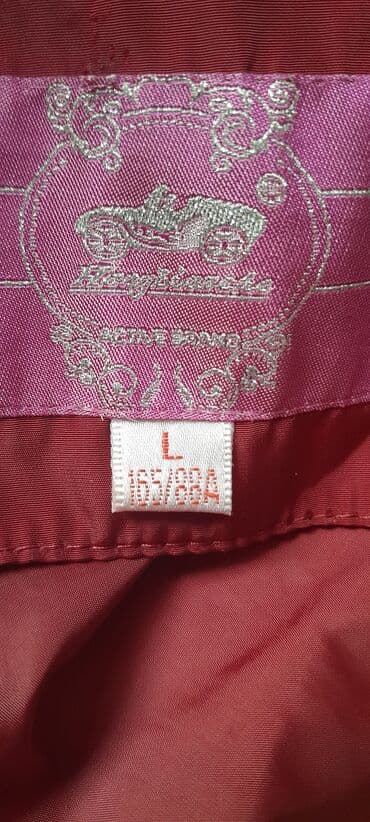 ACTIVE BRAND
L
165/88A